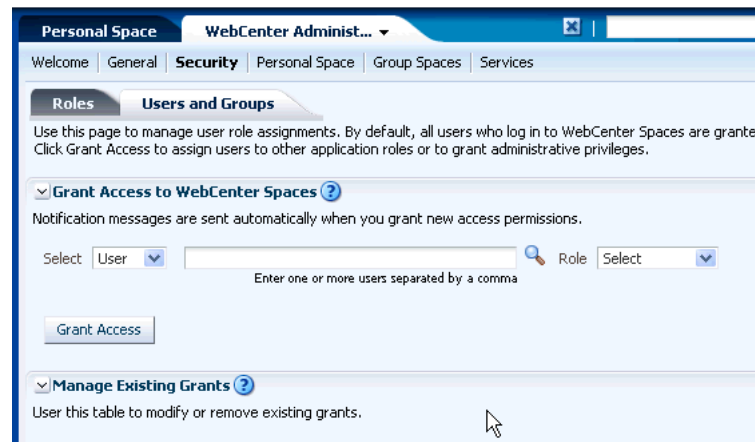 Personal Space WebCenter Administ...
Welcome General Security Personal Space Group Spaces Services
Roles Users and Groups
Use this page to manage user role assignments. By default, all users who log in to WebCenter Spaces are grante
Click Grant Access to assign users to other application roles or to grant administrative privileges.
Grant Access to WebCenter Spaces ?
Notification messages are sent automatically when you grant new access permissions.
Select User Role Select
Enter one or more users separated by a comma
Grant Access
Manage Existing Grants ?
User this table to modify or remove existing grants.